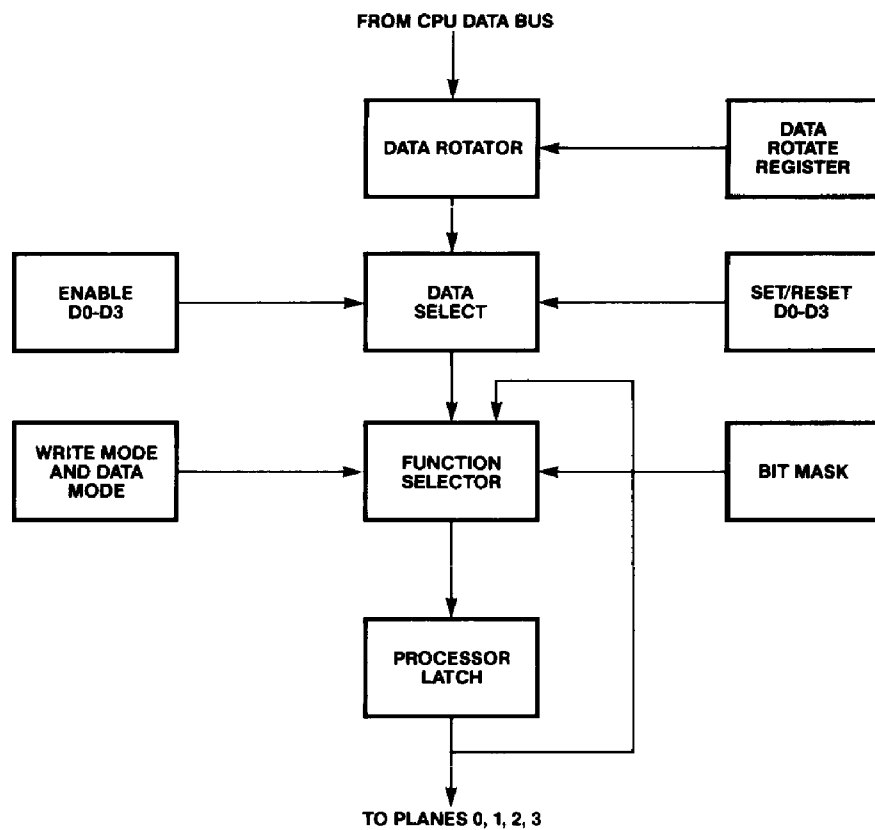 FROM CPU DATA BUS
DATA ROTATOR
DATA
ROTATE
REGISTER
ENABLE
D0-D3
DATA
SELECT
SET/RESET
D0-D3
WRITE MODE
AND DATA
MODE
FUNCTION
SELECTOR
BIT MASK
PROCESSOR
LATCH
TO PLANES 0, 1, 2, 3